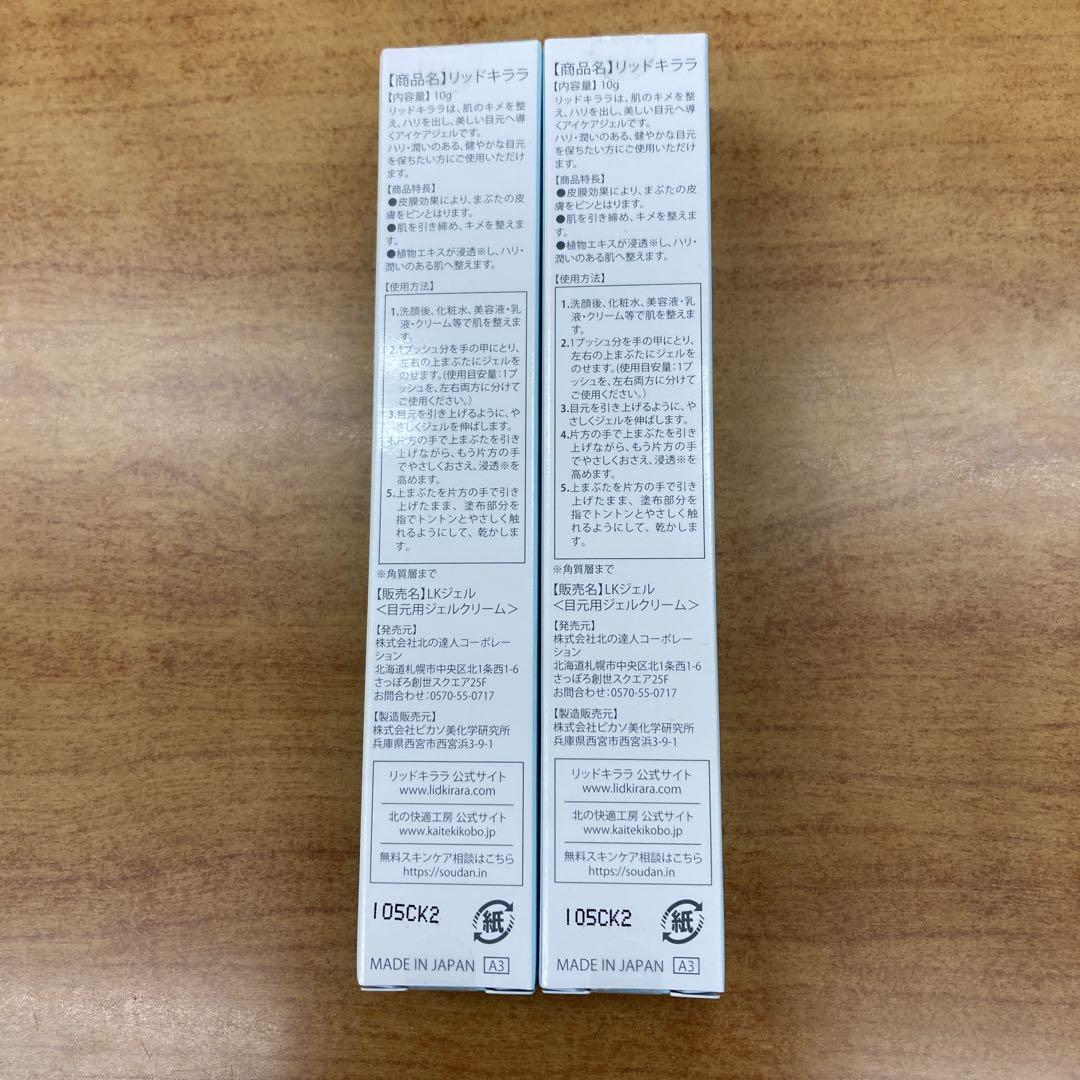 【商品名】リッドキララ
【内容量】10g
リッドキララは、肌のキメを整
え、ハリを出し、美しい目元へ導
くアイケアジェルです。
ハリ・潤いのある、健やかな目元
を保ちたい方にご使用いただけ
ます。
【商品特長】
●皮膜効果により、まぶたの皮
膚をピンとはります。
●肌を引き締め、キメを整えま
す。
●植物エキスが浸透※し、ハリ・
潤いのある肌へ整えます。
【使用方法】
1.洗顔後、化粧水、美容液・乳
液・クリーム等で肌を整えま
す。
2.1プッシュ分を手の甲にとり、
左右の上まぶたにジェルを
のせます。(使用目安量:1プ
ッシュを、左右両方に分けて
ご使用ください。)
3.目元を引き上げるように、や
さしくジェルを伸ばします。
4.片方の手で上まぶたを引き
上げながら、もう片方の手
でやさしくおさえ、浸透※を
高めます。
5.上まぶたを片方の手で引き
上げたまま、塗布部分を
指でトントンとやさしく触
れるようにして、乾かしま
す。
※角質層まで
【販売名】LKジェル
<目元用ジェルクリーム>
【発売元】
株式会社北の達人コーポレー
ション
北海道札幌市中央区北1条西1-6
さっぽろ創世スクエア25F
お問合わせ:0570-55-0717
【製造販売元】
株式会社ピカソ美化学研究所
兵庫県西宮市西宮浜3-9-1
リッドキララ 公式サイト
www.lidkirara.com
北の快適工房 公式サイト
www.kaitekikobo.jp
無料スキンケア相談はこちら
https://soudan.in
105CK2
紙
MADE IN JAPAN A3
【商品名】リッドキララ
【内容量】10g
リッドキララは、肌のキメを整
え、ハリを出し、美しい目元へ導
くアイケアジェルです。
ハリ・潤いのある、健やかな目元
を保ちたい方にご使用いただけ
ます。
【商品特長】
●皮膜効果により、まぶたの皮
膚をピンとはります。
●肌を引き締め、キメを整えま
す。
●植物エキスが浸透※し、ハリ・
潤いのある肌へ整えます。
【使用方法】
1.洗顔後、化粧水、美容液・乳
液・クリーム等で肌を整えま
す。
2.1プッシュ分を手の甲にとり、
左右の上まぶたにジェルを
のせます。(使用目安量:1プ
ッシュを、左右両方に分けて
ご使用ください。)
3.目元を引き上げるように、や
さしくジェルを伸ばします。
4.片方の手で上まぶたを引き
上げながら、もう片方の手
でやさしくおさえ、浸透※を
高めます。
5.上まぶたを片方の手で引き
上げたまま、塗布部分を
指でトントンとやさしく触
れるようにして、乾かしま
す。
※角質層まで
【販売名】LKジェル
<目元用ジェルクリーム>
【発売元】
株式会社北の達人コーポレー
ション
北海道札幌市中央区北1条西1-6
さっぽろ創世スクエア25F
お問合わせ:0570-55-0717
【製造販売元】
株式会社ピカソ美化学研究所
兵庫県西宮市西宮浜3-9-1
リッドキララ 公式サイト
www.lidkirara.com
北の快適工房 公式サイト
www.kaitekikobo.jp
無料スキンケア相談はこちら
https://soudan.in
105CK2
紙
MADE IN JAPAN A3